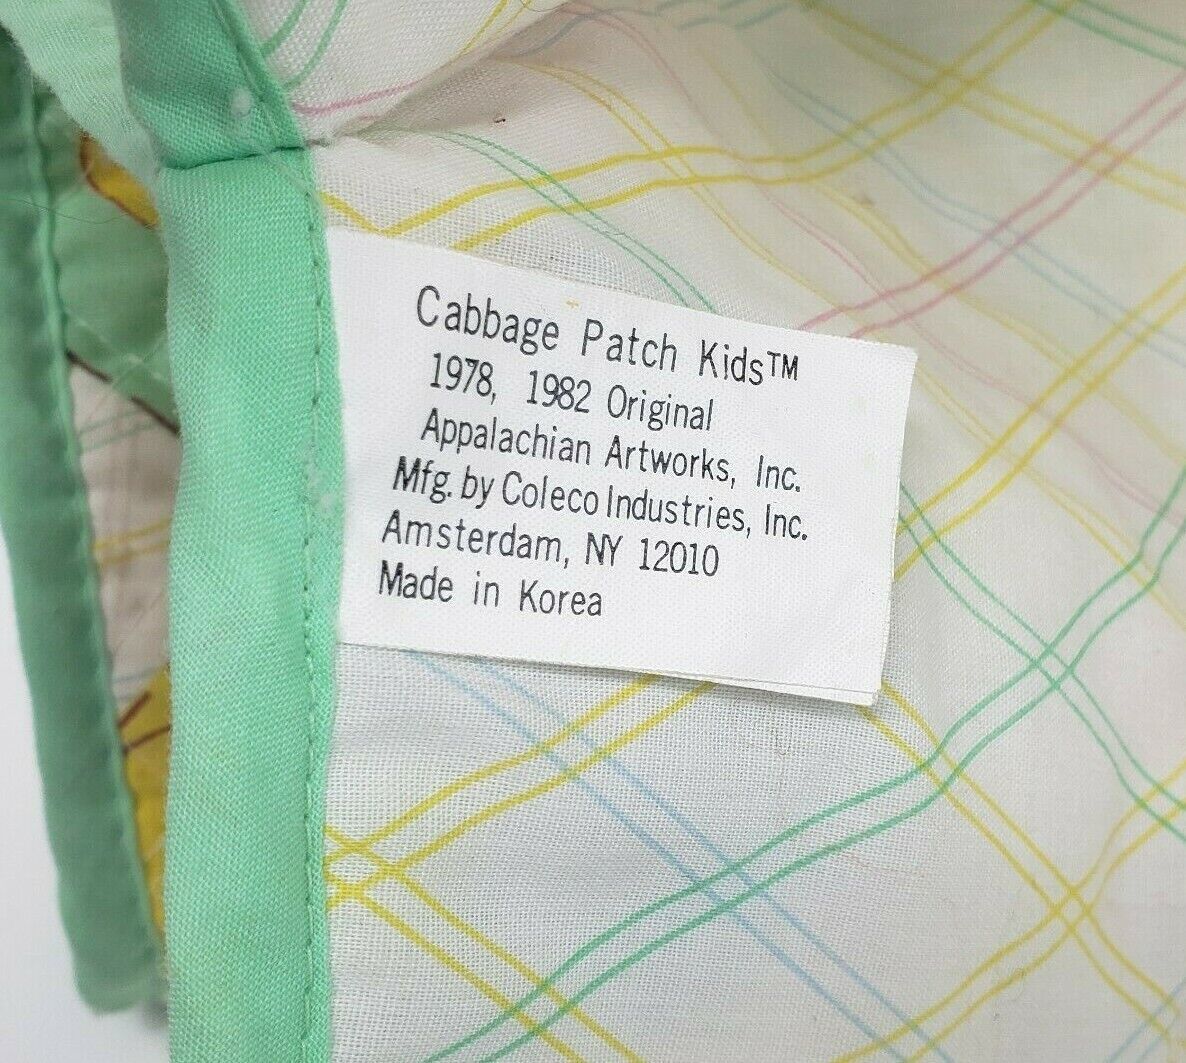 Cabbage Patch Kids™
1978, 1982 Original
Appalachian Artworks, Inc.
Mfg. by Coleco Industries, Inc.
Amsterdam, NY 12010
Made in Korea